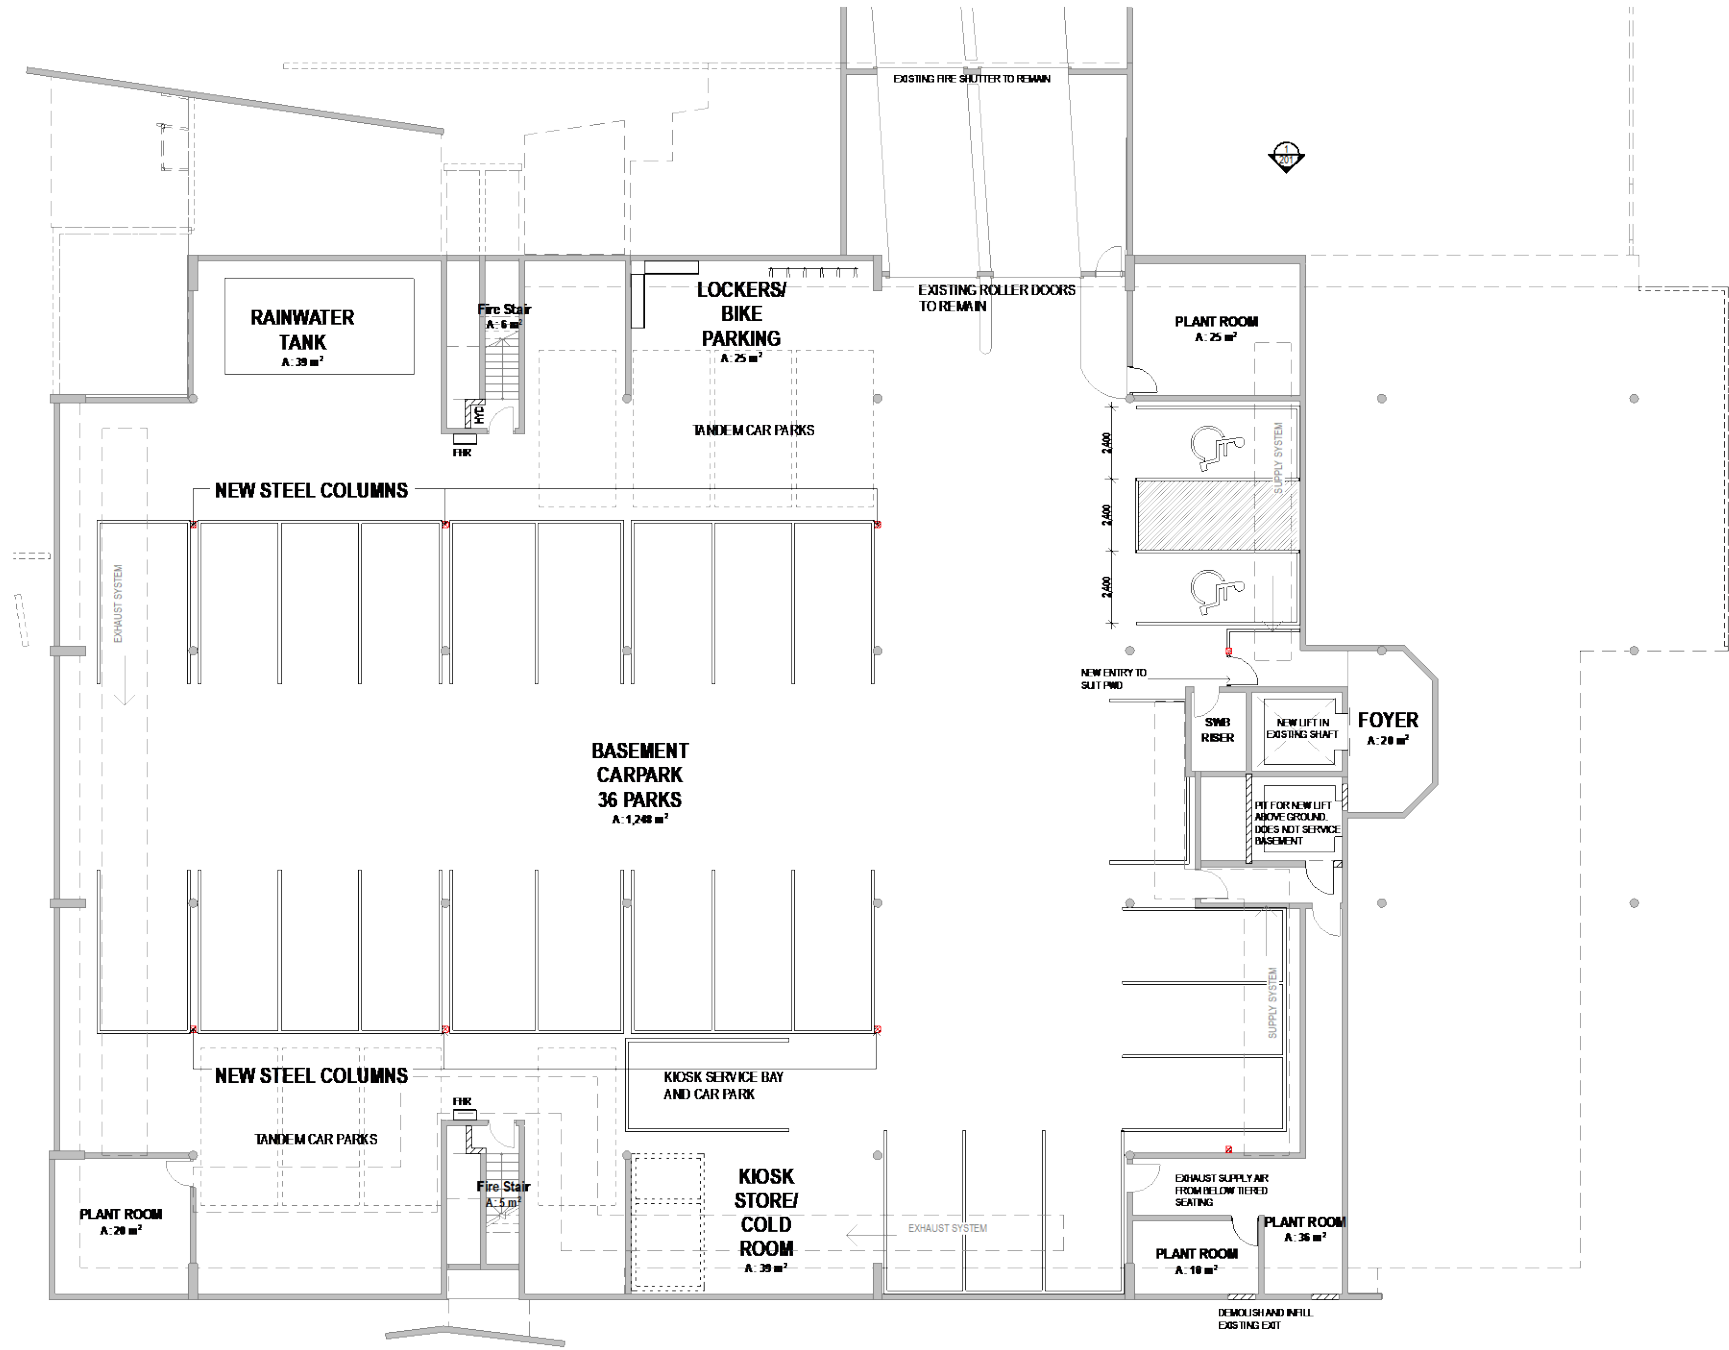 EXISTING FIRE SHUTTER TO REMAIN
1
201
LOCKERS/
BIKE
PARKING
A: 25 m²
EXISTING ROLLER DOORS
TO REMAIN
RAINWATER
TANK
A: 39 m²
Fire Stair
A: 6 m²
PLANT ROOM
A: 25 m²
HYD
FHR
TANDEM CAR PARKS
2,400
2,400
2,400
SUPPLY SYSTEM
NEW STEEL COLUMNS
EXHAUST SYSTEM
NEW ENTRY TO
SUIT PWD
SWB
RISER
NEW LIFT IN
EXISTING SHAFT
FOYER
A: 20 m²
BASEMENT
CARPARK
36 PARKS
A: 1,248 m²
PIT FOR NEW LIFT
ABOVE GROUND.
DOES NOT SERVICE
BASEMENT
SUPPLY SYSTEM
NEW STEEL COLUMNS
KIOSK SERVICE BAY
AND CAR PARK
FHR
TANDEM CAR PARKS
Fire Stair
A: 5 m²
PLANT ROOM
A: 20 m²
KIOSK
STORE/
COLD
ROOM
A: 39 m²
EXHAUST SYSTEM
EXHAUST SUPPLY AIR
FROM BELOW TIERED
SEATING
PLANT ROOM
A: 36 m²
PLANT ROOM
A: 10 m²
DEMOLISH AND INFILL
EXISTING EXIT